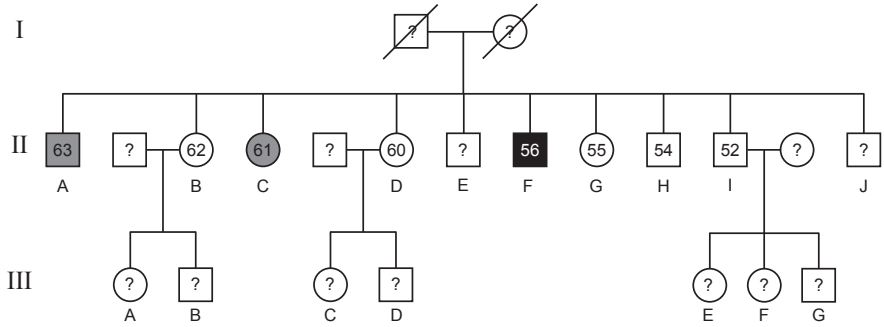 I ? ?
II 63 ? 62 61 ? 60 ? 56 55 54 52 ? ?
A B C D E F G H I J
III ? ? ? ? ? ? ?
A B C D E F G